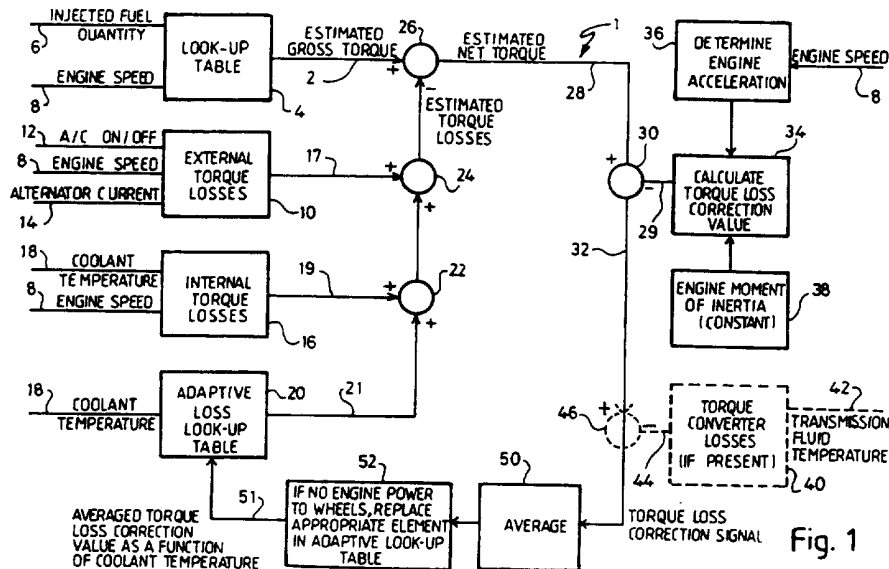 INJECTED FUEL
QUANTITY
6
ENGINE SPEED
8
LOOK-UP
TABLE
4
ESTIMATED
GROSS TORQUE
2
26
+
−
ESTIMATED
NET TORQUE
1
28
ESTIMATED
TORQUE
LOSSES
36
DETERMINE
ENGINE
ACCELERATION
ENGINE SPEED
8
12
A/C ON/OFF
8
ENGINE SPEED
ALTERNATOR CURRENT
14
EXTERNAL
TORQUE
LOSSES
10
17
+
24
+
+
30
−
29
34
CALCULATE
TORQUE LOSS
CORRECTION
VALUE
32
18
COOLANT
TEMPERATURE
8
ENGINE SPEED
INTERNAL
TORQUE
LOSSES
16
19
+
22
+
ENGINE MOMENT
OF INERTIA
(CONSTANT)
38
18
COOLANT
TEMPERATURE
ADAPTIVE
LOSS
LOOK-UP
TABLE
20
21
46
+
−
44
TORQUE
CONVERTER
LOSSES
(IF PRESENT)
42
TRANSMISSION
FLUID
TEMPERATURE
40
51
AVERAGED TORQUE
LOSS CORRECTION
VALUE AS A FUNCTION
OF COOLANT TEMPERATURE
52
IF NO ENGINE POWER
TO WHEELS, REPLACE
APPROPRIATE ELEMENT
IN ADAPTIVE LOOK-UP
TABLE
50
AVERAGE
TORQUE LOSS
CORRECTION SIGNAL
Fig. 1